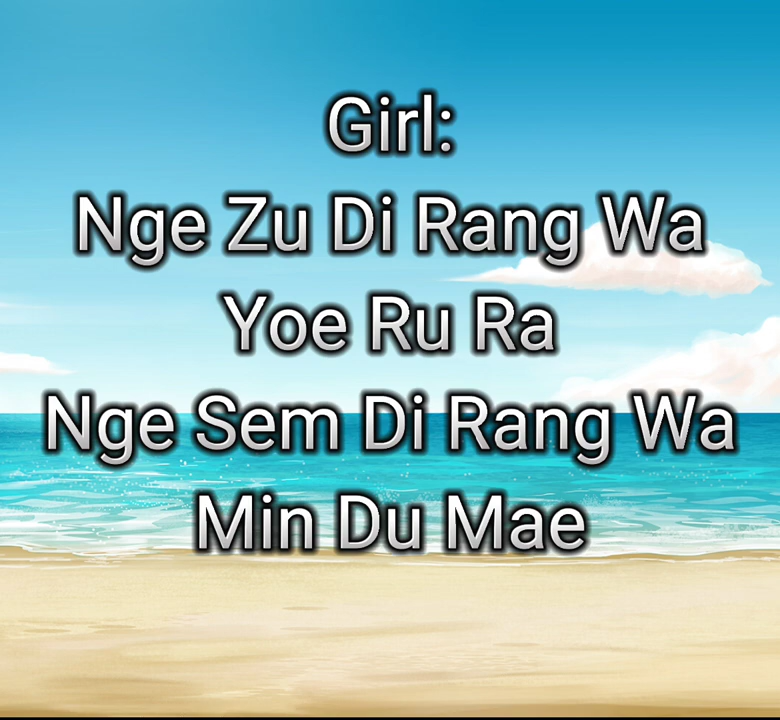 Girl:
Nge Zu Di Rang Wa
Yoe Ru Ra
Nge Sem Di Rang Wa
Min Du Mae